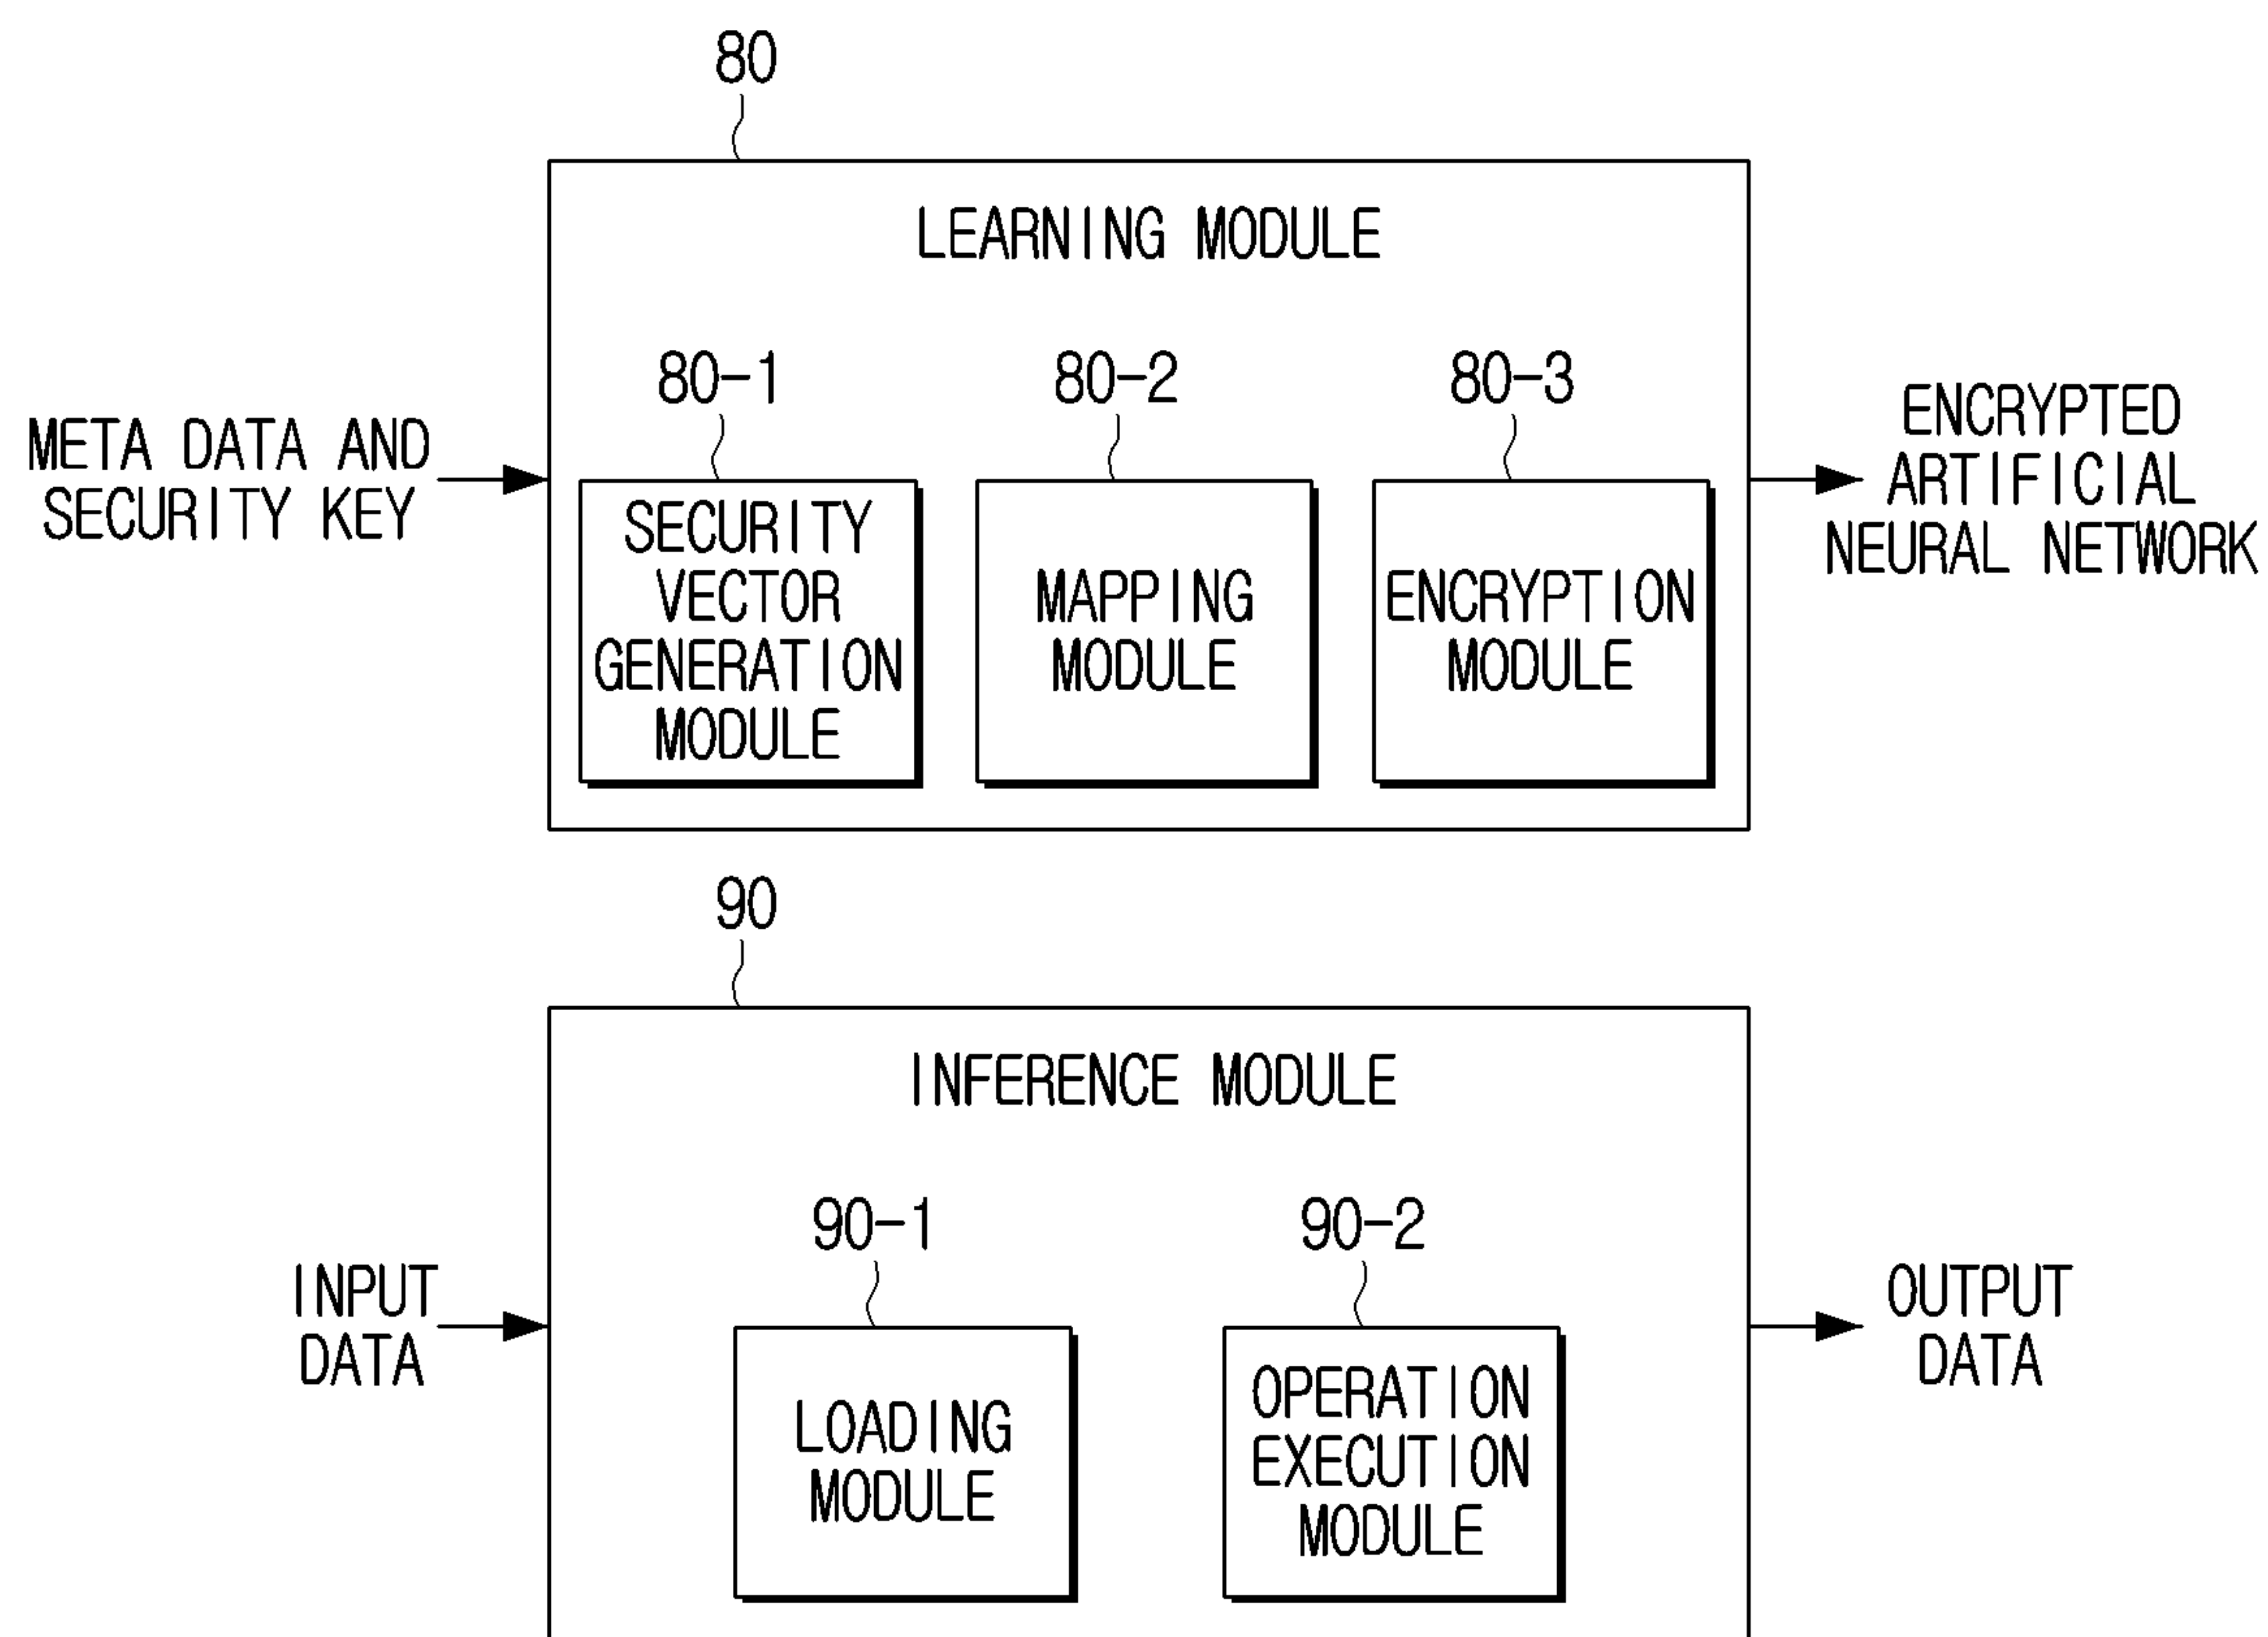 80
LEARNING MODULE
80-1
80-2
80-3
META DATA AND
SECURITY KEY
SECURITY
VECTOR
GENERATION
MODULE
MAPPING
MODULE
ENCRYPTION
MODULE
ENCRYPTED
ARTIFICIAL
NEURAL NETWORK
90
INFERENCE MODULE
90-1
90-2
INPUT
DATA
LOADING
MODULE
OPERATION
EXECUTION
MODULE
OUTPUT
DATA